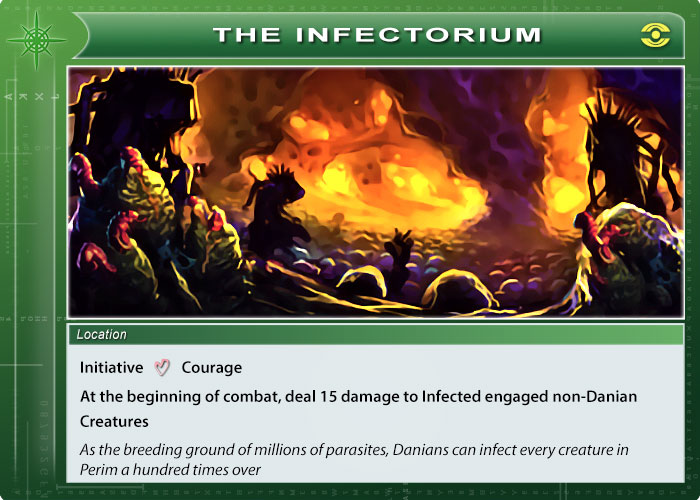 THE INFECTORIUM
Location
Initiative Courage
At the beginning of combat, deal 15 damage to Infected engaged non-Danian
Creatures
As the breeding ground of millions of parasites, Danians can infect every creature in
Perim a hundred times over